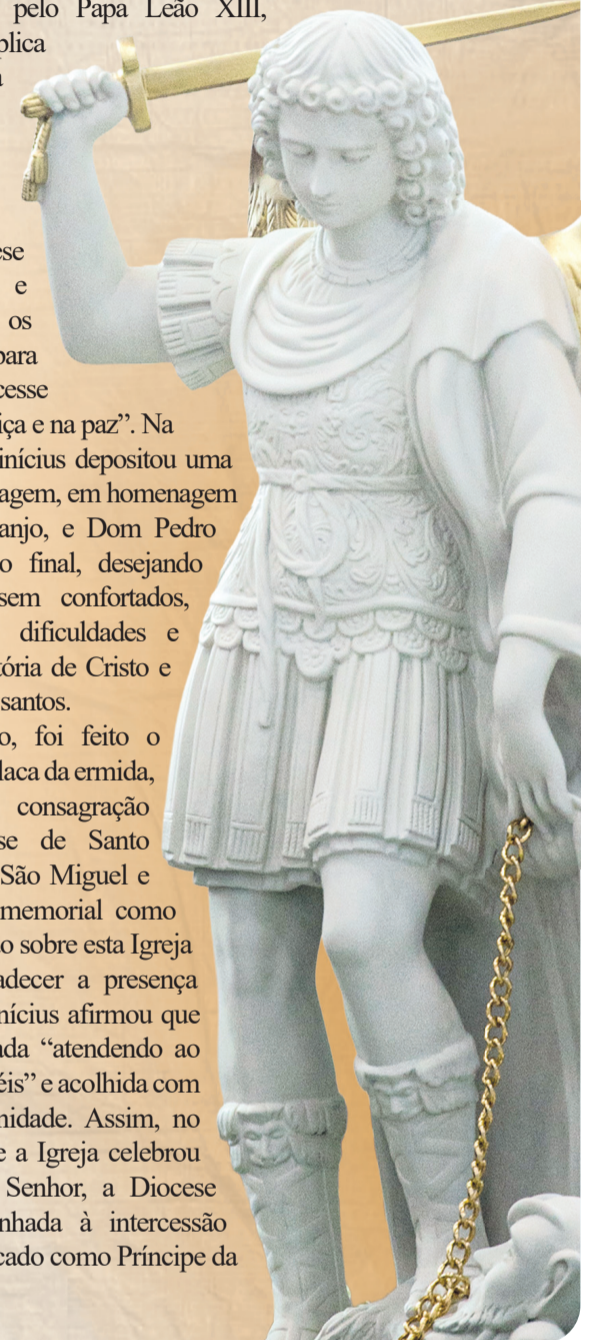 pelo Papa Leão XIII,
plica
a
ese
e
os
para
cesse
iça e na paz”. Na
inícius depositou uma
agem, em homenagem
anjo, e Dom Pedro
o final, desejando
sem confortados,
dificuldades e
tória de Cristo e
santos.
o, foi feito o
laca da ermida,
consagração
se de Santo
São Miguel e
memorial como
o sobre esta Igreja
adecer a presença
nícius afirmou que
ada “atendendo ao
éis” e acolhida com
nidade. Assim, no
e a Igreja celebrou
Senhor, a Diocese
nhada à intercessão
cado como Príncipe da